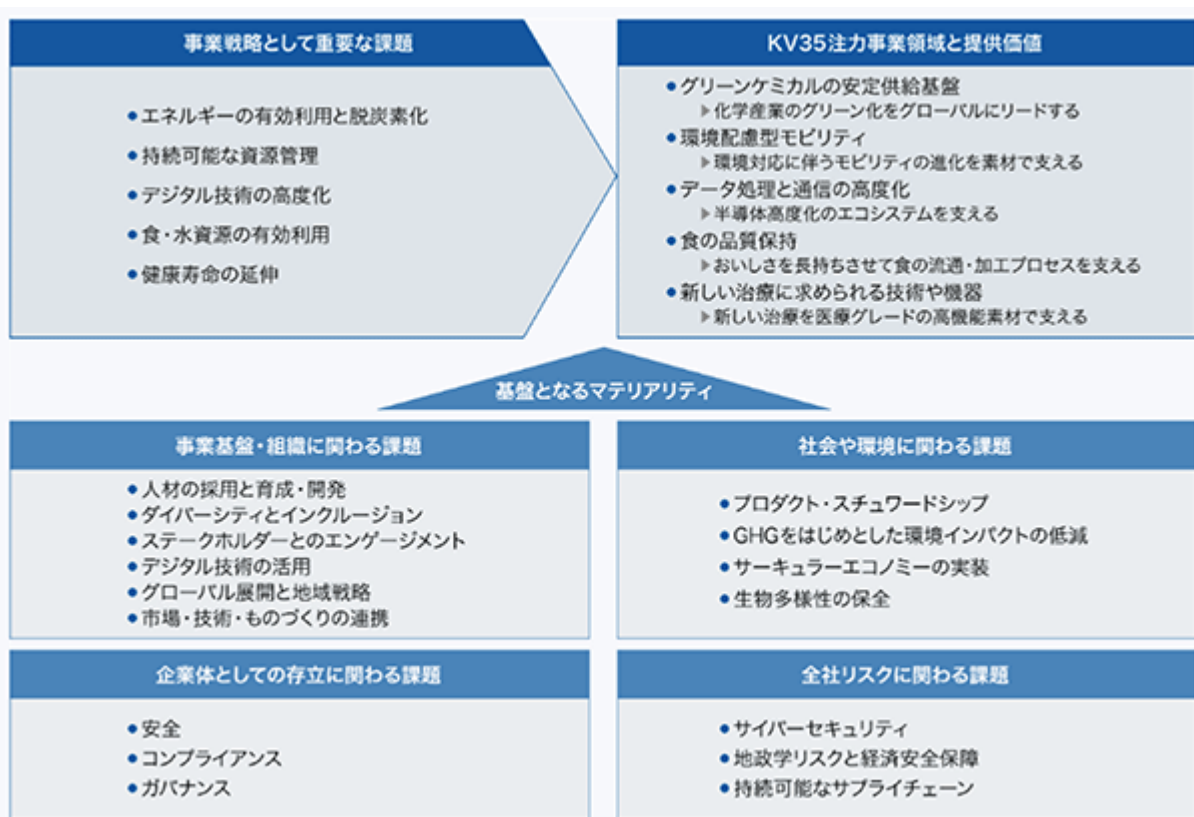 事業戦略として重要な課題
●エネルギーの有効利用と脱炭素化
●持続可能な資源管理
●デジタル技術の高度化
●食・水資源の有効利用
●健康寿命の延伸
KV35注力事業領域と提供価値
●グリーンケミカルの安定供給基盤
▶化学産業のグリーン化をグローバルにリードする
●環境配慮型モビリティ
▶環境対応に伴うモビリティの進化を素材で支える
●データ処理と通信の高度化
▶半導体高度化のエコシステムを支える
●食の品質保持
▶おいしさを長持ちさせて食の流通・加工プロセスを支える
●新しい治療に求められる技術や機器
▶新しい治療を医療グレードの高機能素材で支える
基盤となるマテリアリティ
事業基盤・組織に関わる課題
●人材の採用と育成・開発
●ダイバーシティとインクルージョン
●ステークホルダーとのエンゲージメント
●デジタル技術の活用
●グローバル展開と地域戦略
●市場・技術・ものづくりの連携
社会や環境に関わる課題
●プロダクト・スチュワードシップ
●GHGをはじめとした環境インパクトの低減
●サーキュラーエコノミーの実装
●生物多様性の保全
企業体としての存立に関わる課題
●安全
●コンプライアンス
●ガバナンス
全社リスクに関わる課題
●サイバーセキュリティ
●地政学リスクと経済安全保障
●持続可能なサプライチェーン